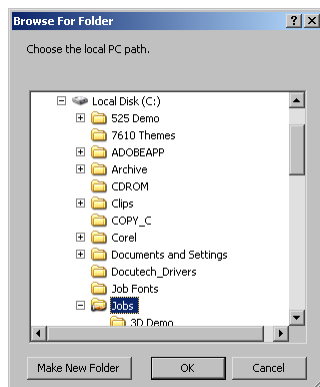 Browse For Folder
Choose the local PC path.
Local Disk (C:)
525 Demo
7610 Themes
ADOBEAPP
Archive
CDROM
Clips
COPY_C
Corel
Documents and Settings
Docutech_Drivers
Job Fonts
Jobs
3D Demo
Make New Folder
OK
Cancel